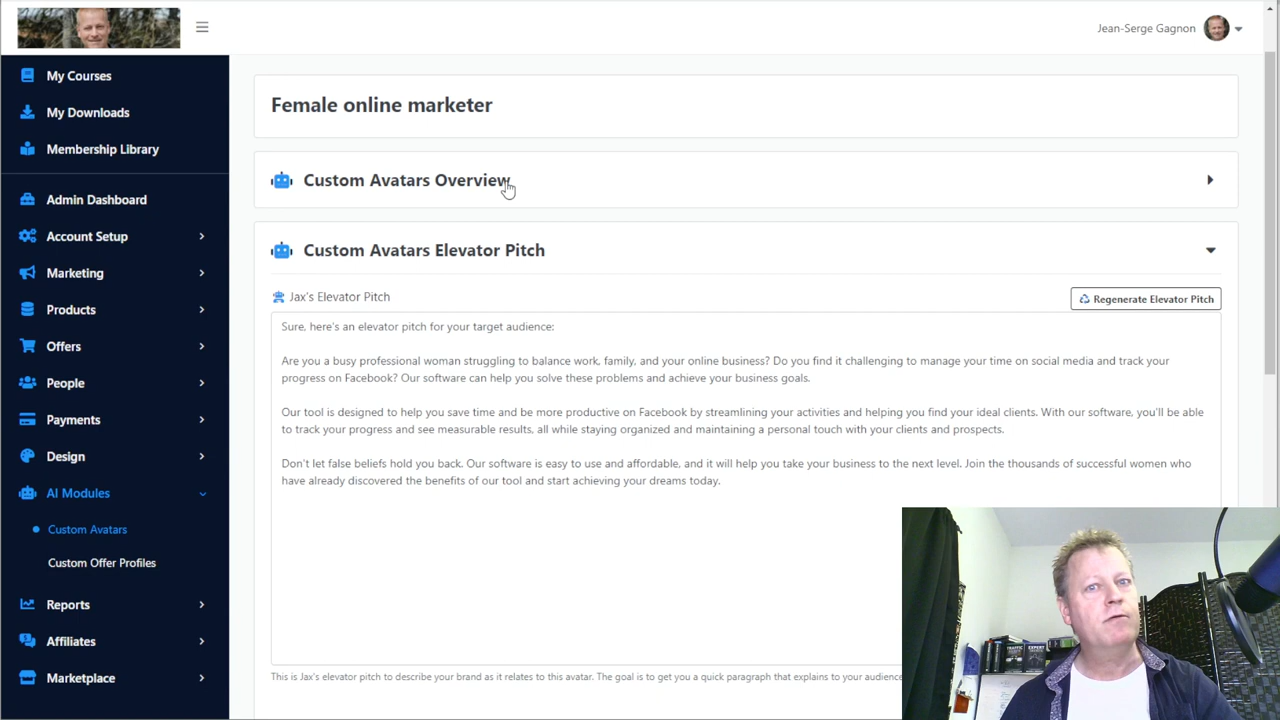 Jean-Serge Gagnon
My Courses
My Downloads
Membership Library
Admin Dashboard
Account Setup
Marketing
Products
Offers
People
Payments
Design
AI Modules
Custom Avatars
Custom Offer Profiles
Reports
Affiliates
Marketplace
Female online marketer
Custom Avatars Overview
Custom Avatars Elevator Pitch
Jax's Elevator Pitch
Regenerate Elevator Pitch
Sure, here's an elevator pitch for your target audience:
Are you a busy professional woman struggling to balance work, family, and your online business? Do you find it challenging to manage your time on social media and track your
progress on Facebook? Our software can help you solve these problems and achieve your business goals.
Our tool is designed to help you save time and be more productive on Facebook by streamlining your activities and helping you find your ideal clients. With our software, you'll be able
to track your progress and see measurable results, all while staying organized and maintaining a personal touch with your clients and prospects.
Don't let false beliefs hold you back. Our software is easy to use and affordable, and it will help you take your business to the next level. Join the thousands of successful women who
have already discovered the benefits of our tool and start achieving your dreams today.
This is Jax's elevator pitch to describe your brand as it relates to this avatar. The goal is to get you a quick paragraph that explains to your audience
TRAFFIC
EXPERT